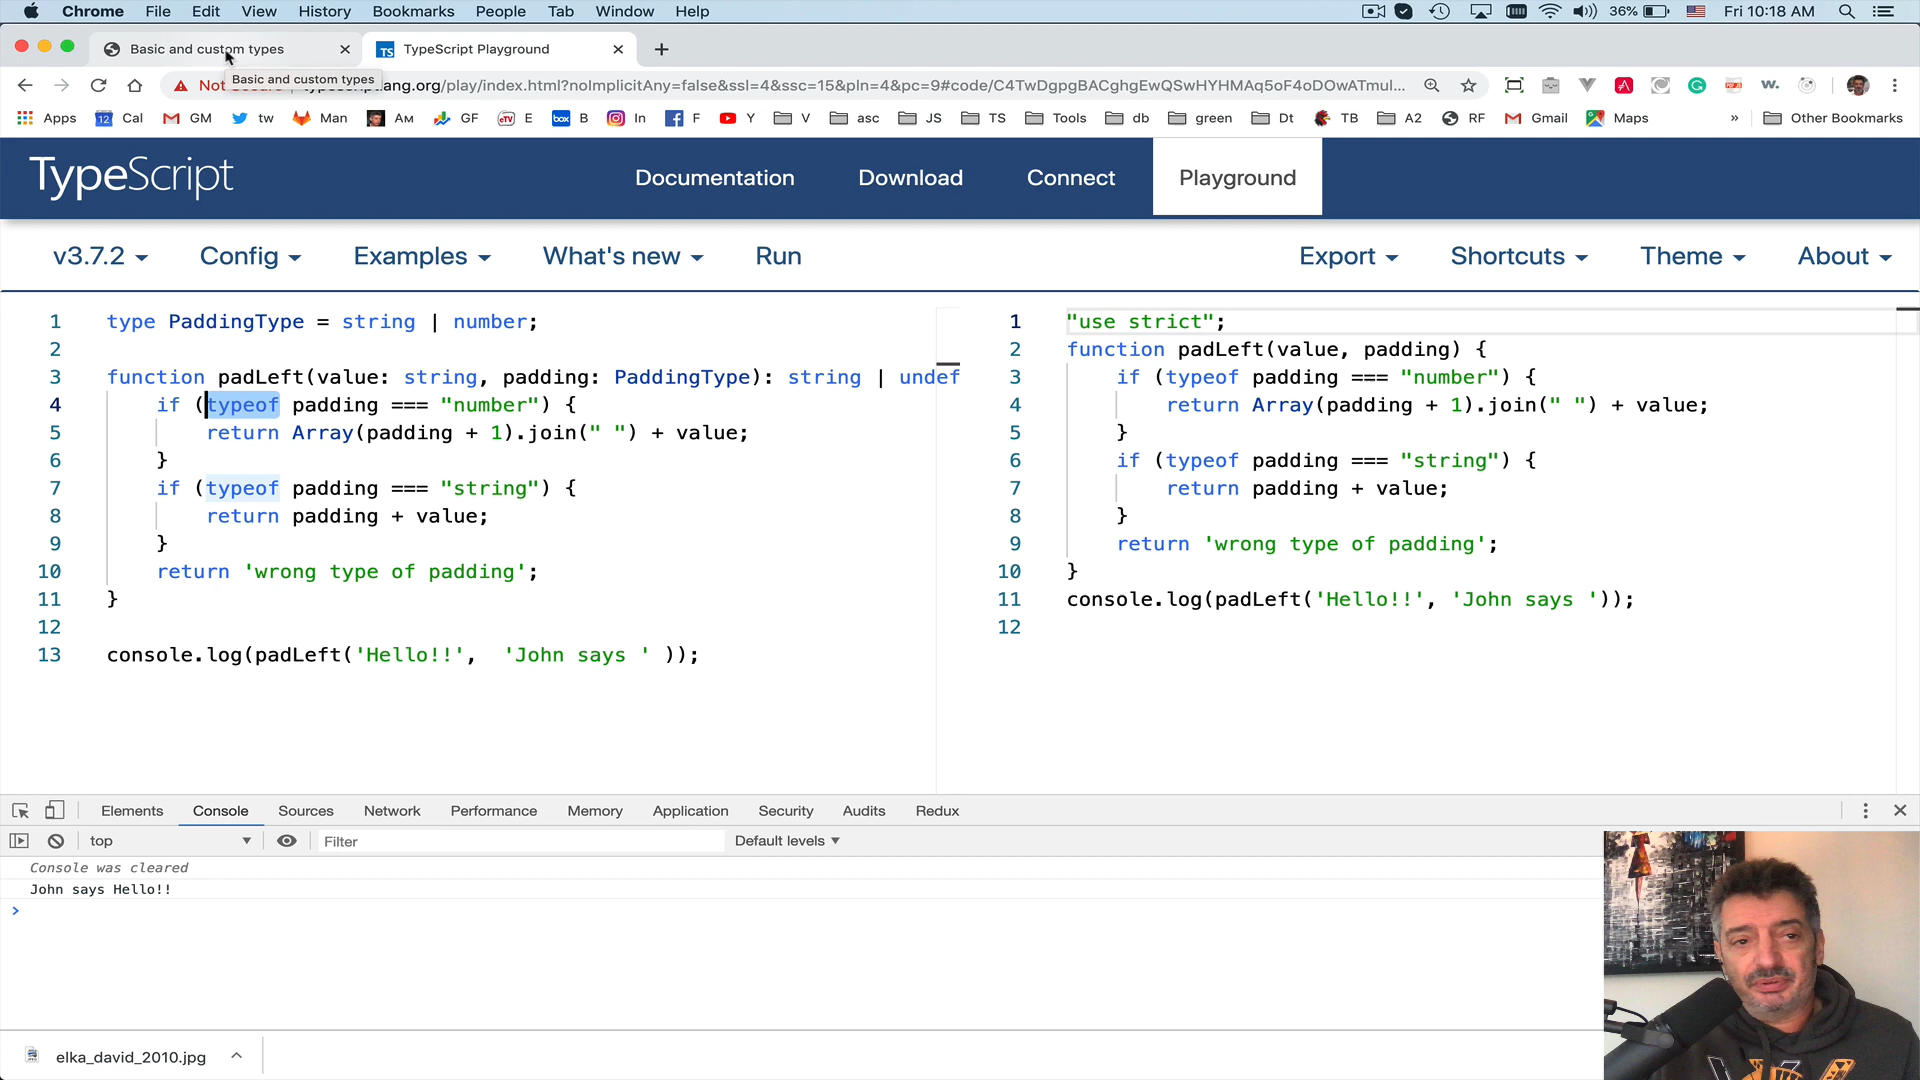 Chrome File Edit View History Bookmarks People Tab Window Help 36% Fri 10:18 AM
Basic and custom types TypeScript Playground
Basic and custom types
/play/index.html?noImplicitAny=false&ssl=4&ssc=15&pln=4&pc=9#code/C4TwDgpgBACghgEwQSwHYHMAq5oF4oDOwATmul...
Apps Cal GM tw Man Ам GF E B In F Y V asc JS TS Tools db green Dt TB A2 RF Gmail Maps » Other Bookmarks
TypeScript Documentation Download Connect Playground
v3.7.2 Config Examples What's new Run Export Shortcuts Theme About
1 type PaddingType = string | number;
2
3 function padLeft(value: string, padding: PaddingType): string | undef
4 if (typeof padding === "number") {
5 return Array(padding + 1).join(" ") + value;
6 }
7 if (typeof padding === "string") {
8 return padding + value;
9 }
10 return 'wrong type of padding';
11 }
12
13 console.log(padLeft('Hello!!', 'John says ' ));
1 "use strict";
2 function padLeft(value, padding) {
3 if (typeof padding === "number") {
4 return Array(padding + 1).join(" ") + value;
5 }
6 if (typeof padding === "string") {
7 return padding + value;
8 }
9 return 'wrong type of padding';
10 }
11 console.log(padLeft('Hello!!', 'John says '));
12
Elements Console Sources Network Performance Memory Application Security Audits Redux
top Filter Default levels
Console was cleared
John says Hello!!
>
elka_david_2010.jpg